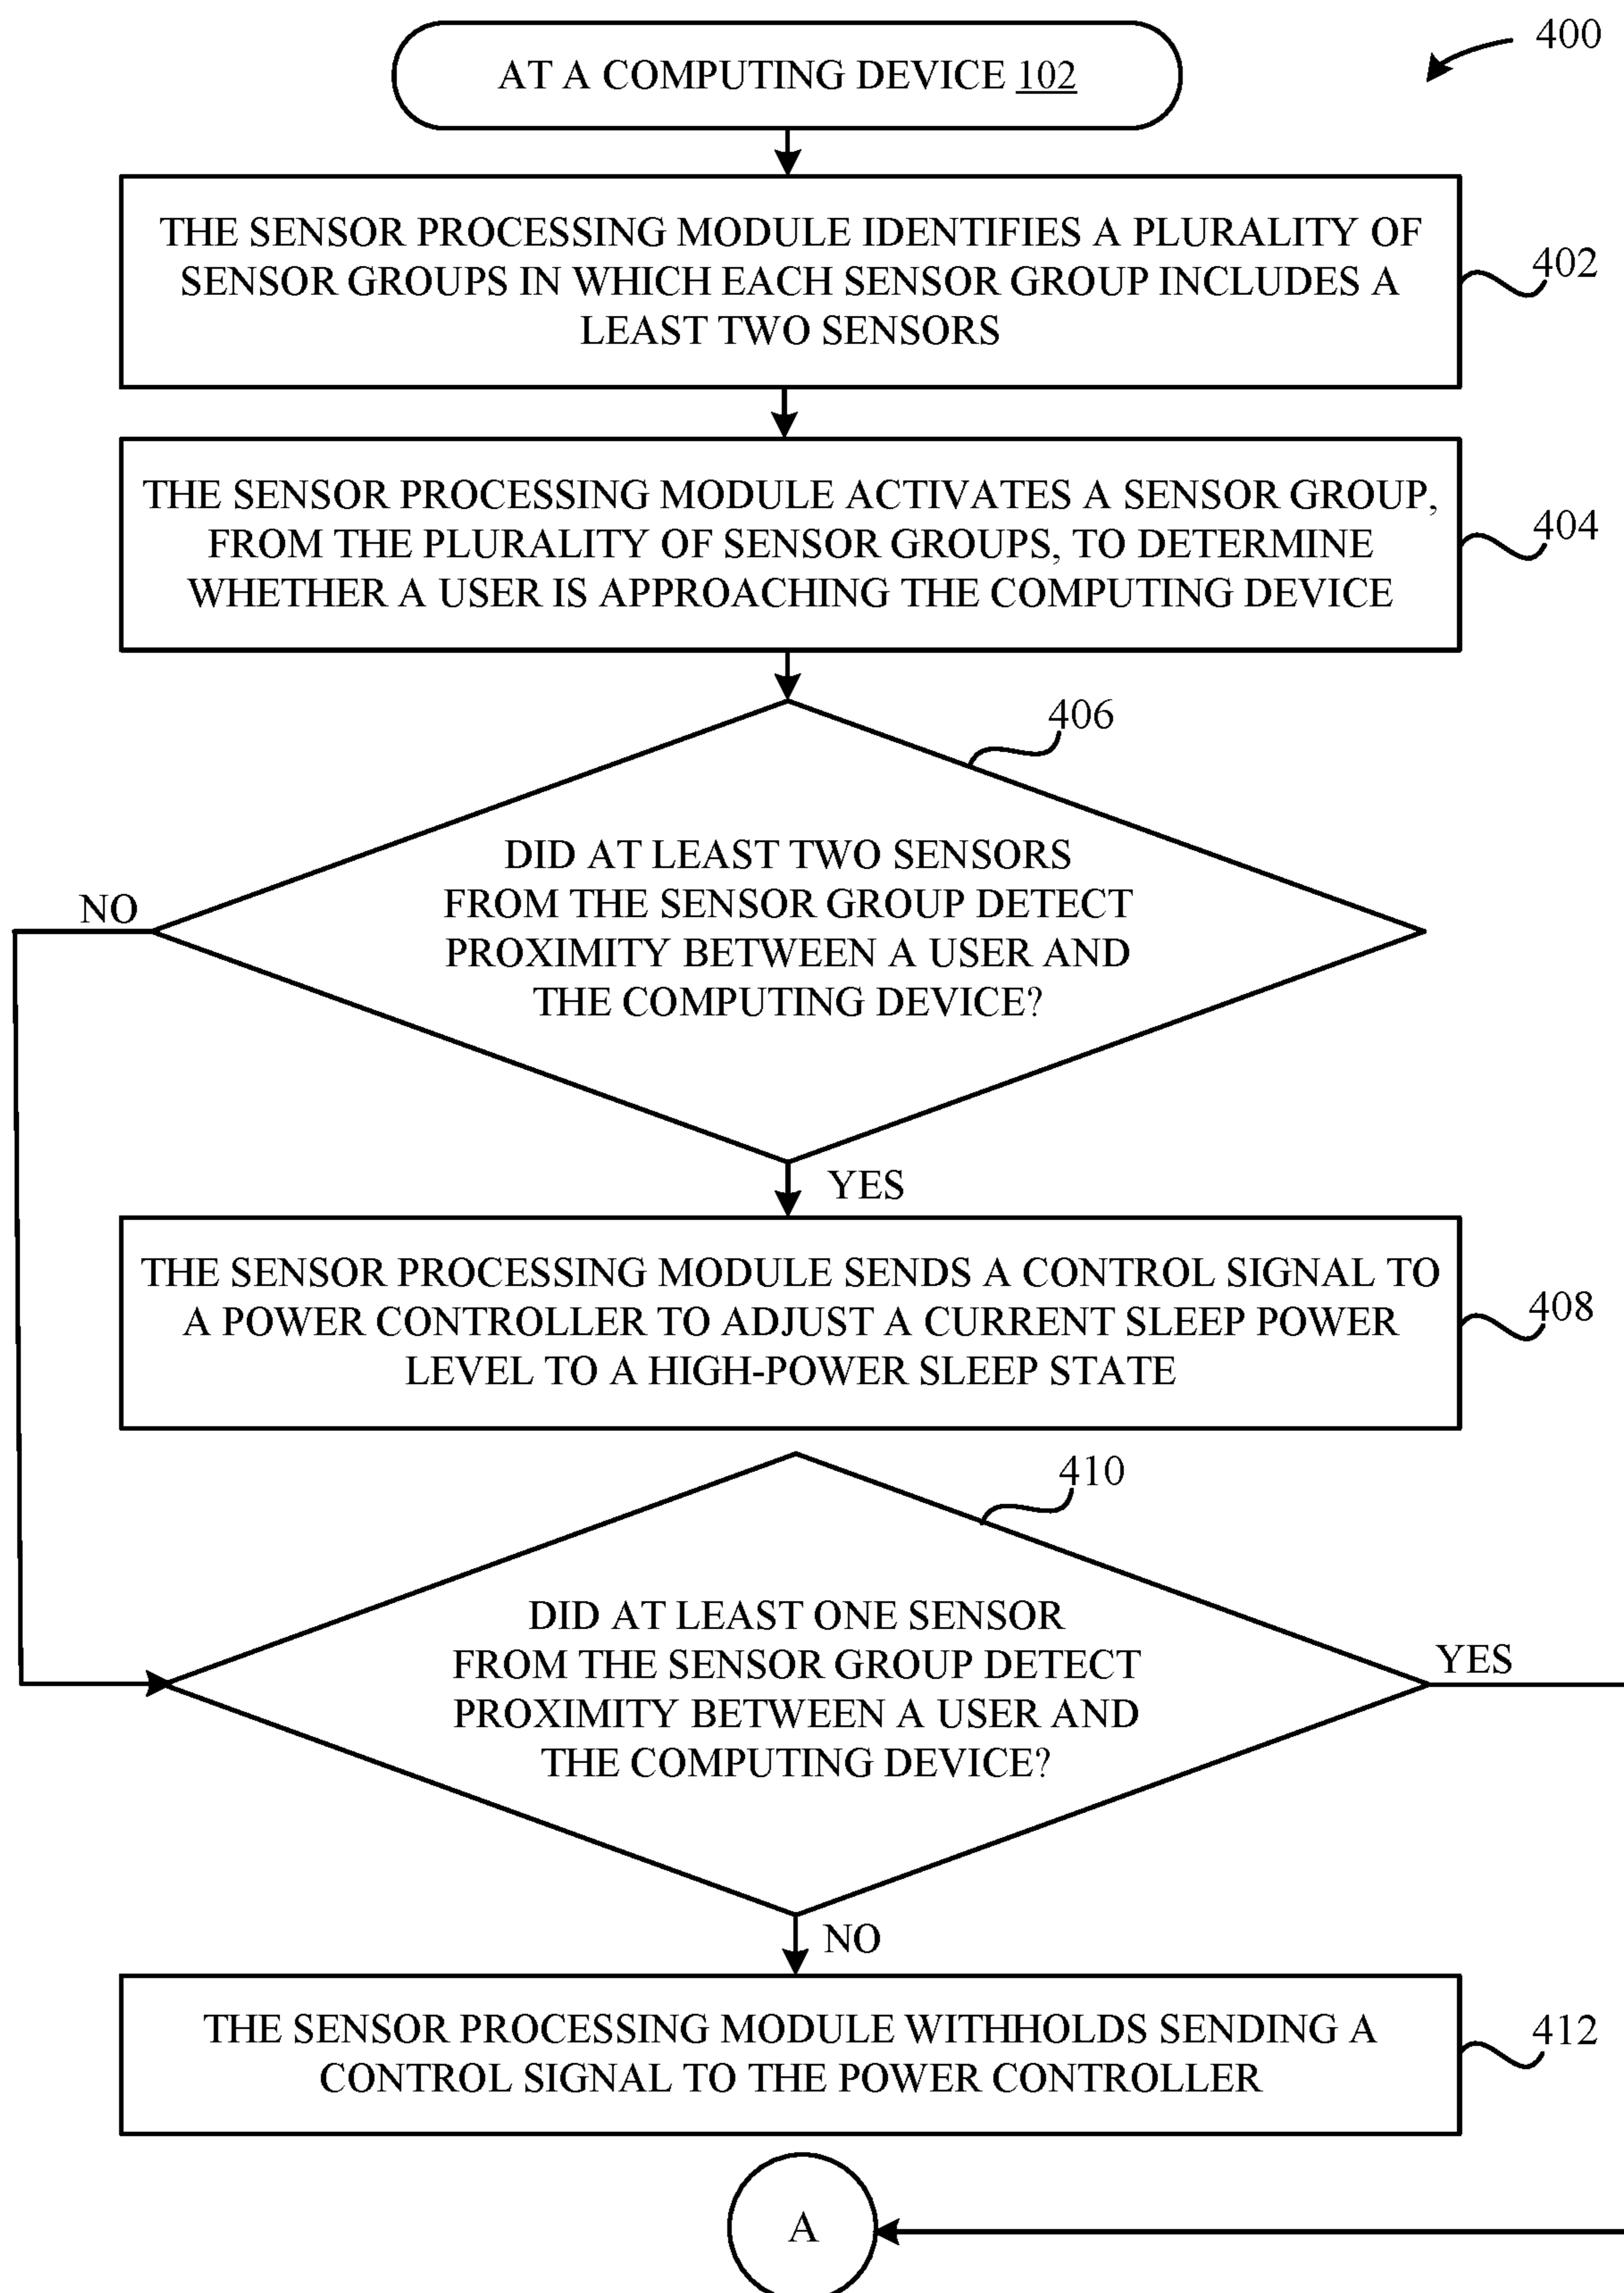 400
AT A COMPUTING DEVICE 102
THE SENSOR PROCESSING MODULE IDENTIFIES A PLURALITY OF
SENSOR GROUPS IN WHICH EACH SENSOR GROUP INCLUDES A
LEAST TWO SENSORS
402
THE SENSOR PROCESSING MODULE ACTIVATES A SENSOR GROUP,
FROM THE PLURALITY OF SENSOR GROUPS, TO DETERMINE
WHETHER A USER IS APPROACHING THE COMPUTING DEVICE
404
406
DID AT LEAST TWO SENSORS
FROM THE SENSOR GROUP DETECT
PROXIMITY BETWEEN A USER AND
THE COMPUTING DEVICE?
NO
YES
THE SENSOR PROCESSING MODULE SENDS A CONTROL SIGNAL TO
A POWER CONTROLLER TO ADJUST A CURRENT SLEEP POWER
LEVEL TO A HIGH-POWER SLEEP STATE
408
410
DID AT LEAST ONE SENSOR
FROM THE SENSOR GROUP DETECT
PROXIMITY BETWEEN A USER AND
THE COMPUTING DEVICE?
YES
NO
THE SENSOR PROCESSING MODULE WITHHOLDS SENDING A
CONTROL SIGNAL TO THE POWER CONTROLLER
412
A